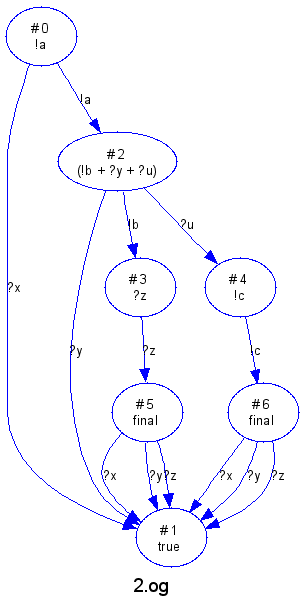 #0
!a
!a
#2
(!b + ?y + ?u)
!b
?u
#3
?z
#4
!c
?x
?y
?z
!c
#5
final
#6
final
?x
?y
?z
?x
?y
?z
#1
true
2.og